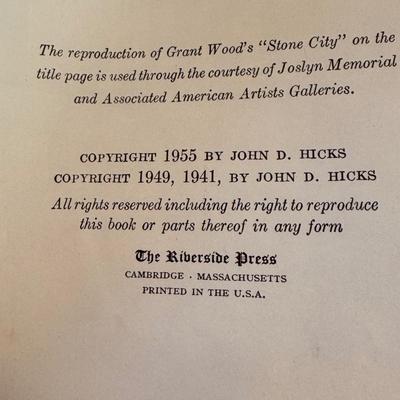 The reproduction of Grant Wood's "Stone City" on the
title page is used through the courtesy of Joslyn Memorial
and Associated American Artists Galleries.
COPYRIGHT 1955 BY JOHN D. HICKS
COPYRIGHT 1949, 1941, BY JOHN D. HICKS
All rights reserved including the right to reproduce
this book or parts thereof in any form
The Riverside Press
CAMBRIDGE · MASSACHUSETTS
PRINTED IN THE U.S.A.